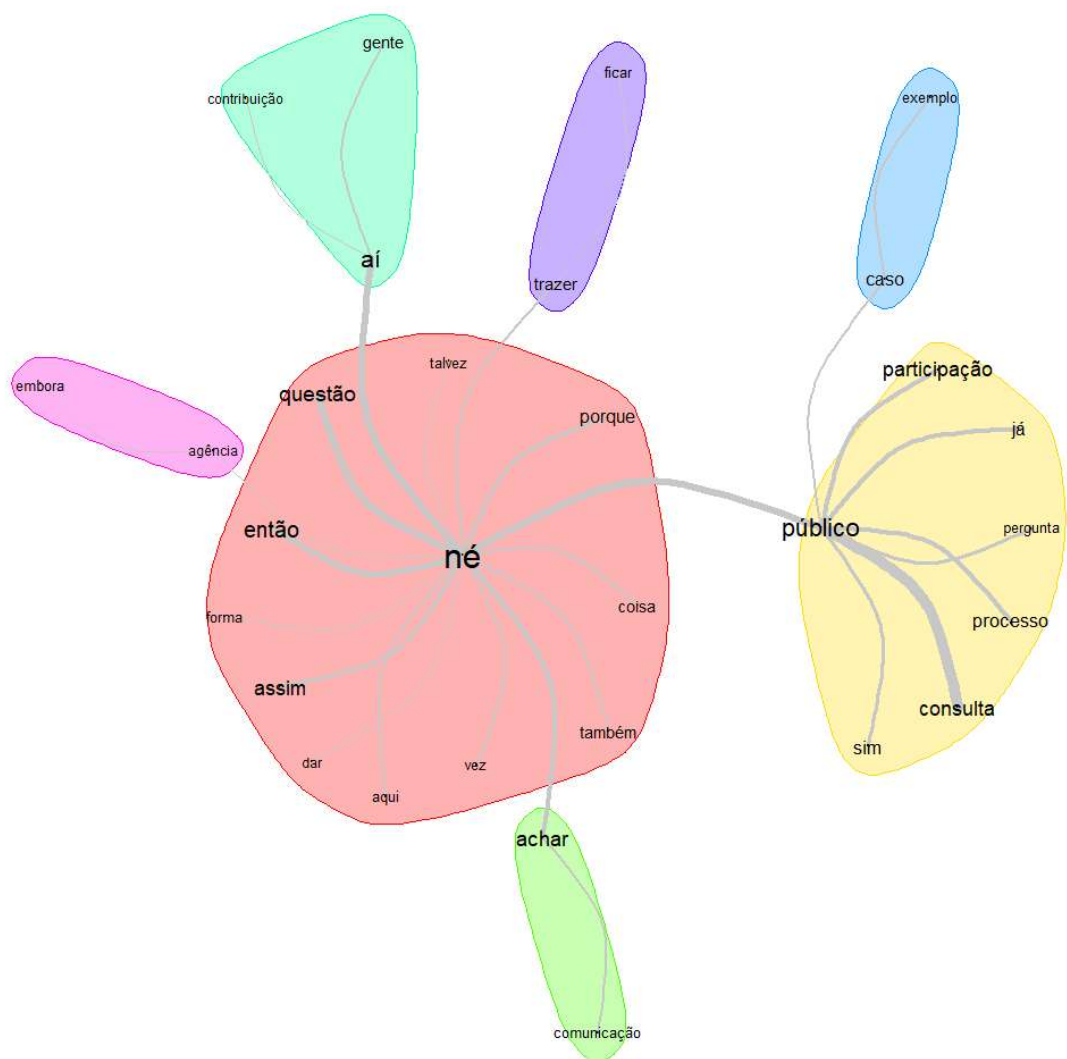 gente
contribuição
aí
ficar
trazer
exemplo
caso
embora
agência
talvez
questão
porque
então
né
coisa
forma
assim
também
dar
vez
aqui
participação
já
público
pergunta
processo
consulta
sim
achar
comunicação